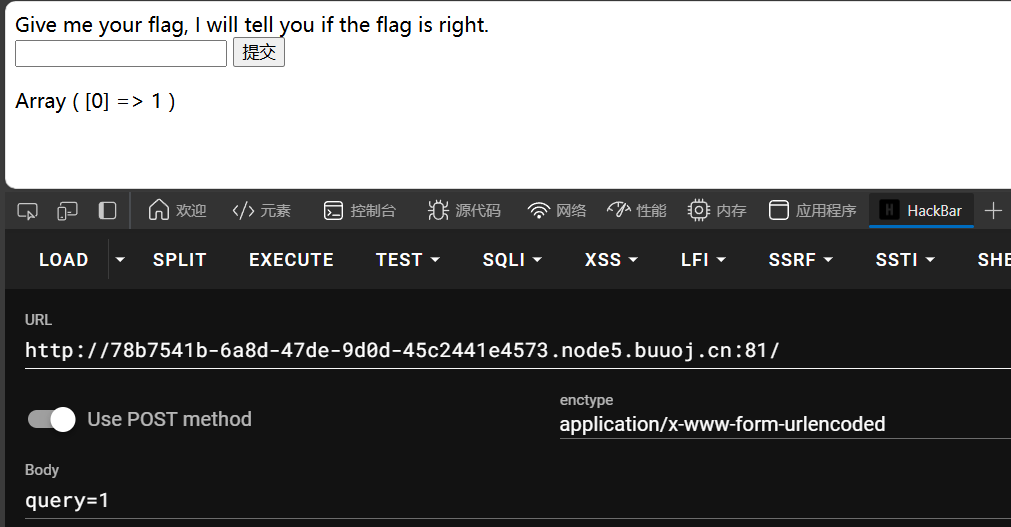 Give me your flag, I will tell you if the flag is right.
提交
Array ( [0] => 1 )
欢迎 元素 控制台 源代码 网络 性能 内存 应用程序 H HackBar
LOAD SPLIT EXECUTE TEST SQLI XSS LFI SSRF SSTI SHE
URL
http://78b7541b-6a8d-47de-9d0d-45c2441e4573.node5.buuoj.cn:81/
enctype
Use POST method
application/x-www-form-urlencoded
Body
query=1